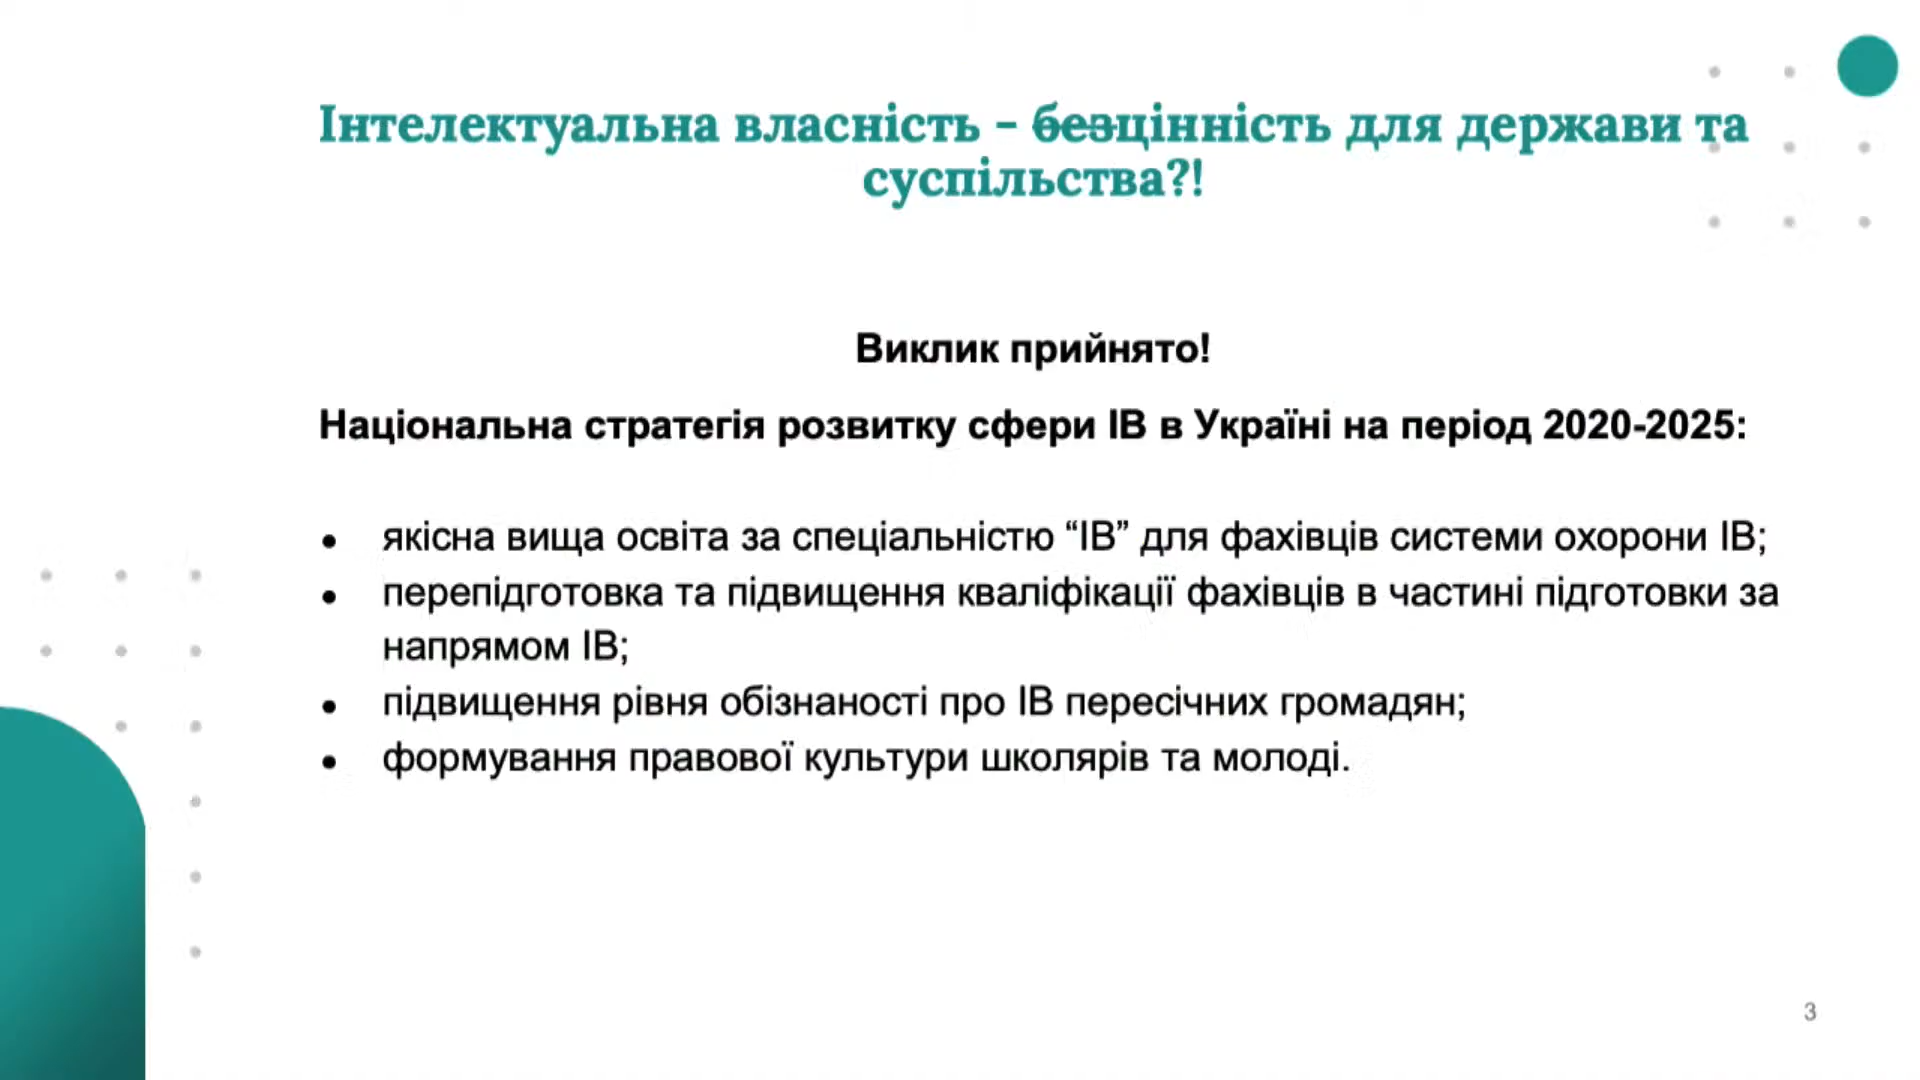 Інтелектуальна власність - безцінність для держави та
суспільства?!
Виклик прийнято!
Національна стратегія розвитку сфери ІВ в Україні на період 2020-2025:
● якісна вища освіта за спеціальністю “ІВ” для фахівців системи охорони ІВ;
● перепідготовка та підвищення кваліфікації фахівців в частині підготовки за
напрямом ІВ;
● підвищення рівня обізнаності про ІВ пересічних громадян;
● формування правової культури школярів та молоді.
3